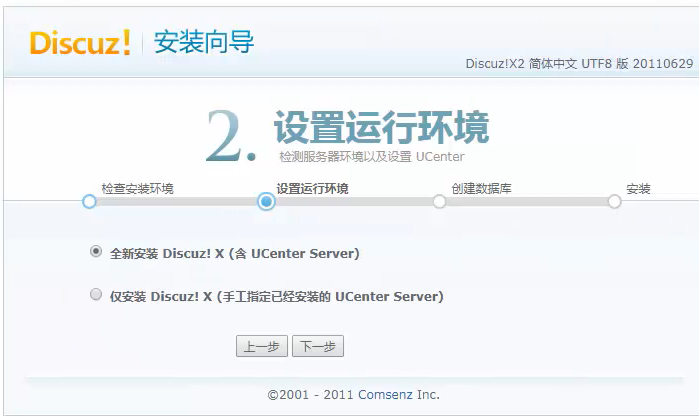 Discuz! 安装向导
Discuz!X2 简体中文 UTF8 版 20110629
2. 设置运行环境
检测服务器环境以及设置 UCenter
检查安装环境 设置运行环境 创建数据库 安装
全新安装 Discuz! X (含 UCenter Server)
仅安装 Discuz! X (手工指定已经安装的 UCenter Server)
上一步 下一步
©2001 - 2011 Comsenz Inc.